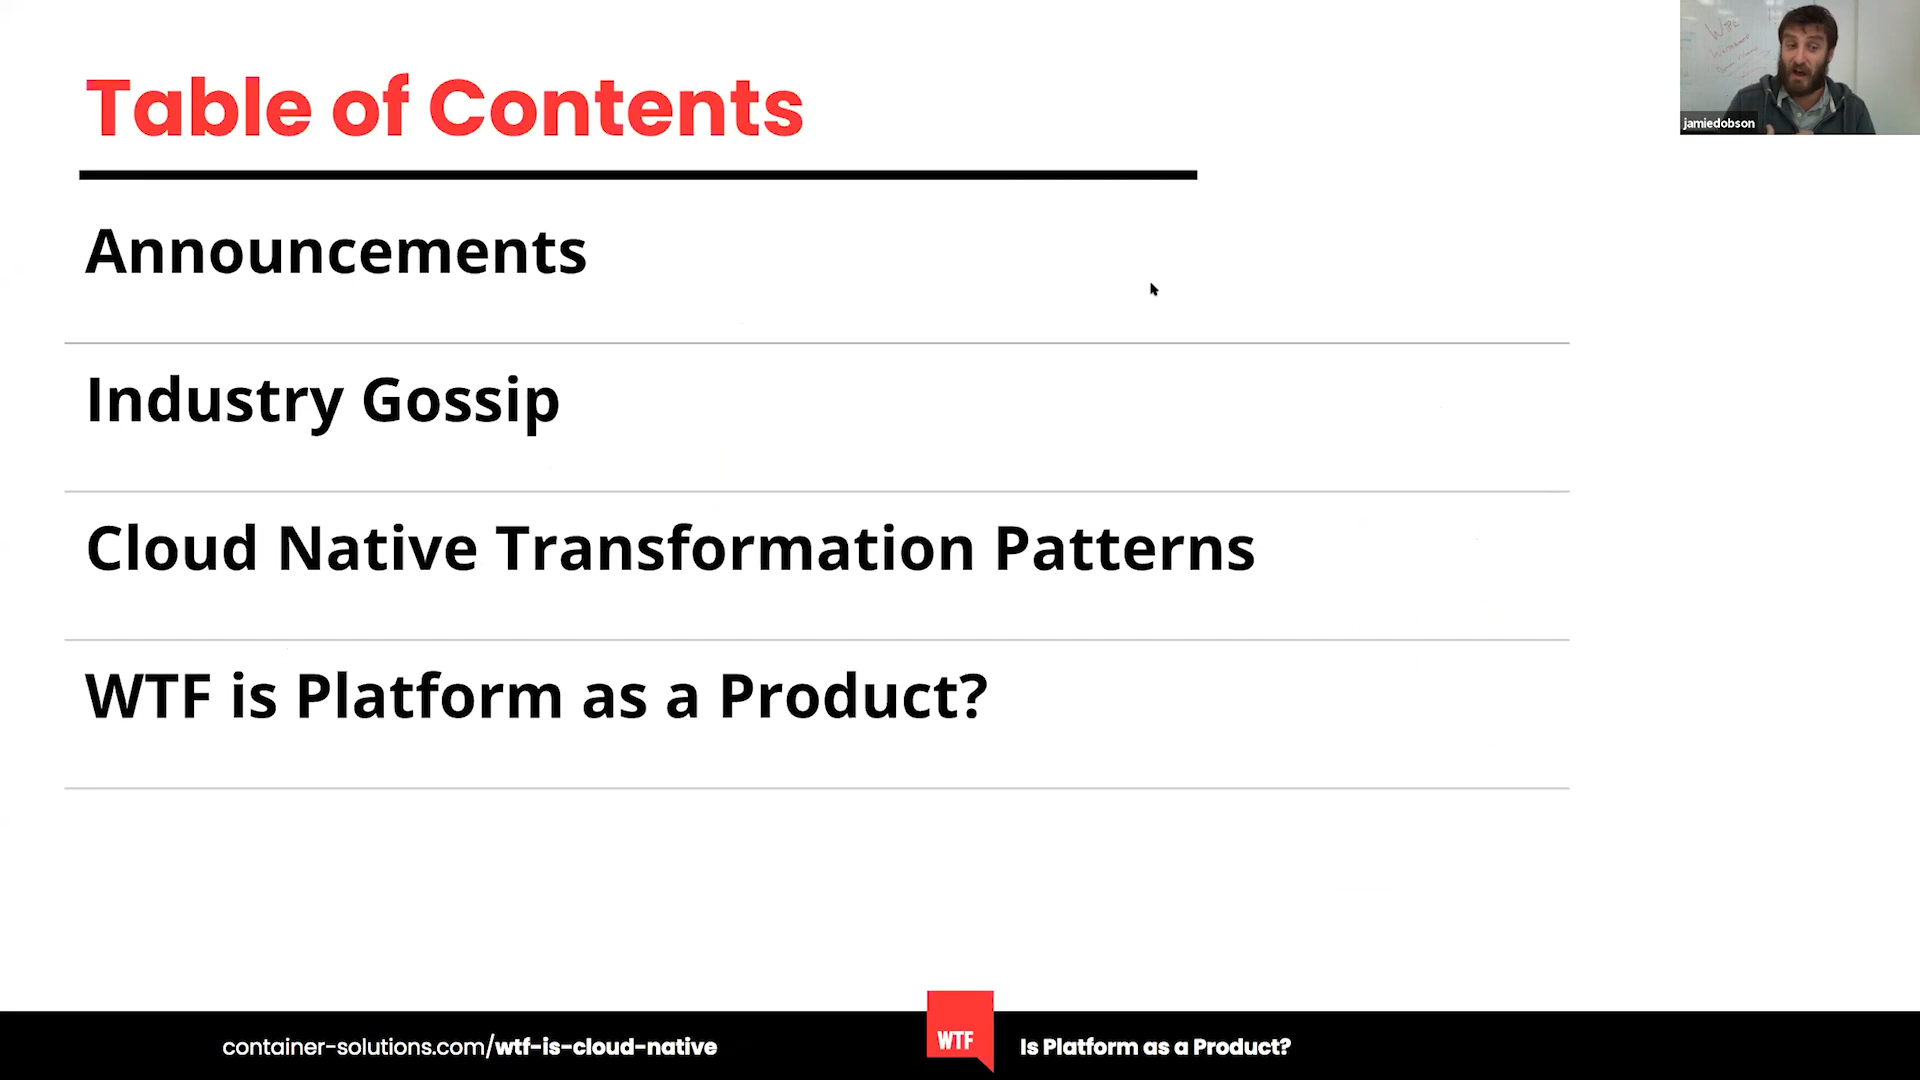 Table of Contents
jamiedobson
Announcements
Industry Gossip
Cloud Native Transformation Patterns
WTF is Platform as a Product?
container-solutions.com/wtf-is-cloud-native
WTF
Is Platform as a Product?